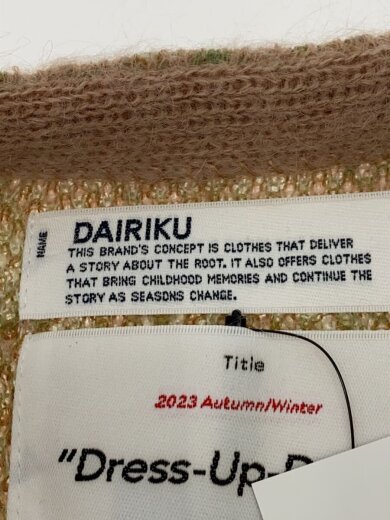 NAME
DAIRIKU
THIS BRAND'S CONCEPT IS CLOTHES THAT DELIVER
A STORY ABOUT THE ROOT. IT ALSO OFFERS CLOTHES
THAT BRING CHILDHOOD MEMORIES AND CONTINUE THE
STORY AS SEASONS CHANGE.
Title
2023 Autumn/Winter
"Dress-Up-